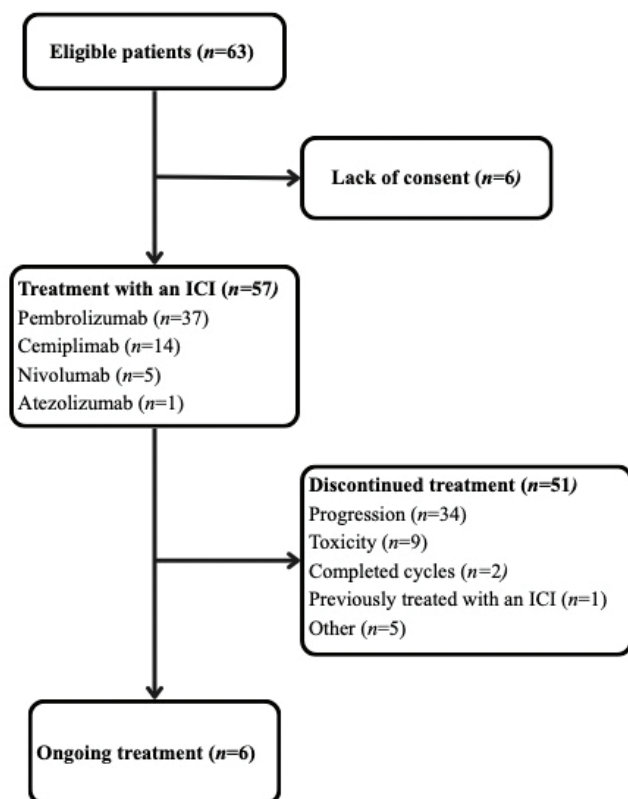 Eligible patients (n=63)
Lack of consent (n=6)
Treatment with an ICI (n=57)
Pembrolizumab (n=37)
Cemiplimab (n=14)
Nivolumab (n=5)
Atezolizumab (n=1)
Discontinued treatment (n=51)
Progression (n=34)
Toxicity (n=9)
Completed cycles (n=2)
Previously treated with an ICI (n=1)
Other (n=5)
Ongoing treatment (n=6)